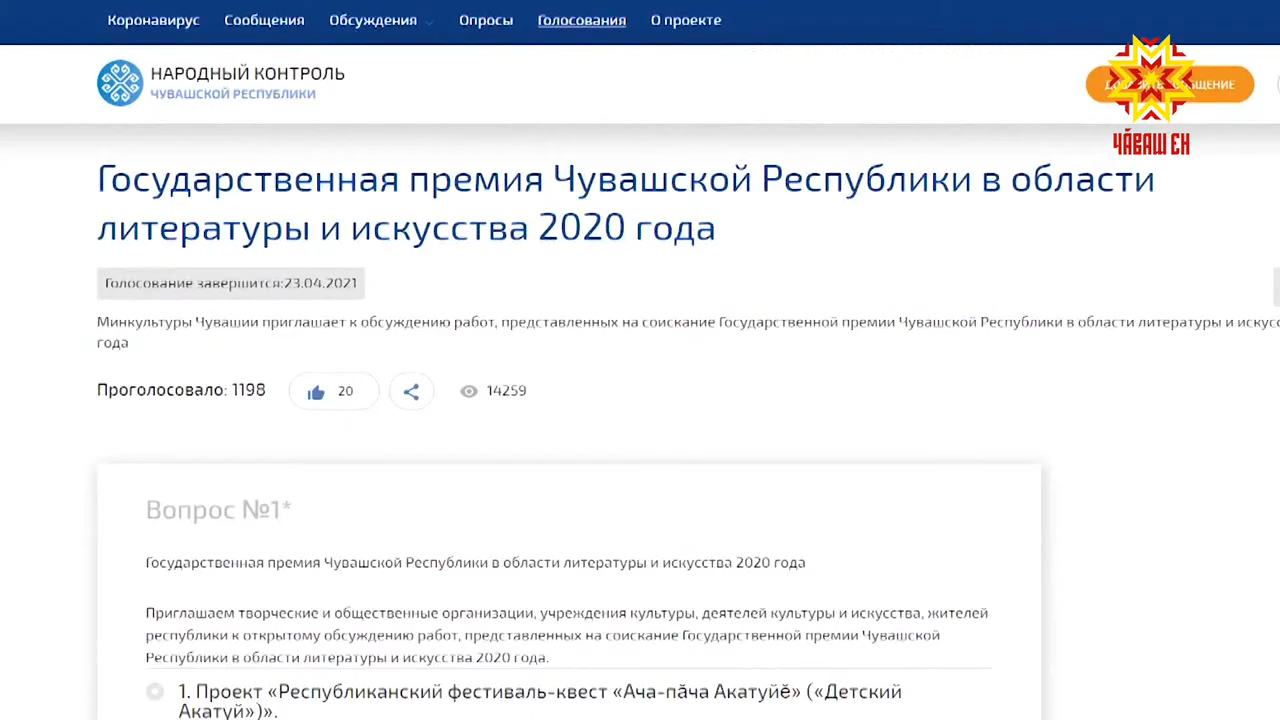 Коронавирус Сообщения Обсуждения Опросы Голосования О проекте
НАРОДНЫЙ КОНТРОЛЬ
ЧУВАШСКОЙ РЕСПУБЛИКИ
ЧӐВАШ ЕН
Государственная премия Чувашской Республики в области
литературы и искусства 2020 года
Голосование завершится:23.04.2021
Минкультуры Чувашии приглашает к обсуждению работ, представленных на соискание Государственной премии Чувашской Республики в области литературы и
года
Проголосовало: 1198 20 14259
Вопрос №1*
Государственная премия Чувашской Республики в области литературы и искусства 2020 года
Приглашаем творческие и общественные организации, учреждения культуры, деятелей культуры и искусства, жителей
республики к открытому обсуждению работ, представленных на соискание Государственной премии Чувашской
Республики в области литературы и искусства 2020 года.
1. Проект «Республиканский фестиваль-квест «Ача-пӑча Акатуйӗ» («Детский
Акатуй»)».